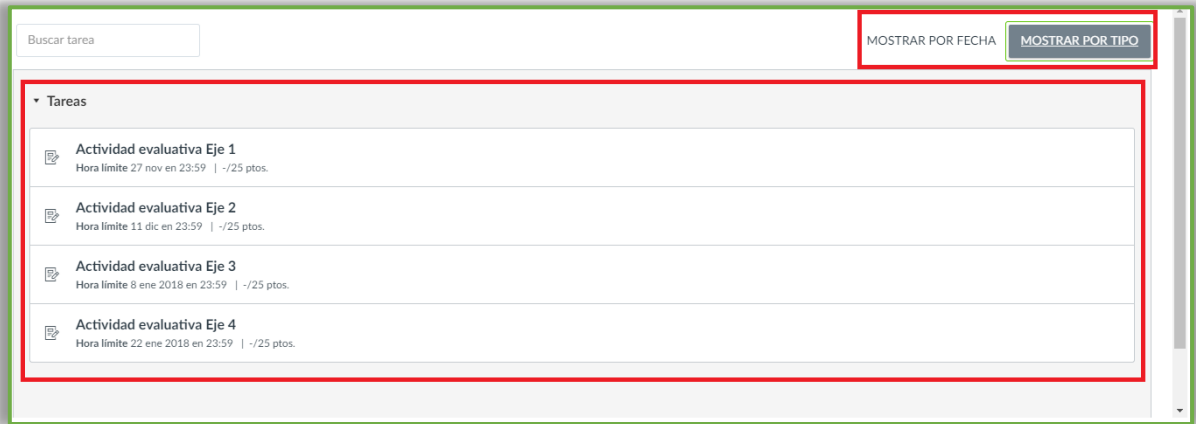 Buscar tarea
MOSTRAR POR FECHA MOSTRAR POR TIPO
Tareas
Actividad evaluativa Eje 1
Hora límite 27 nov en 23:59 | -/25 ptos.
Actividad evaluativa Eje 2
Hora límite 11 dic en 23:59 | -/25 ptos.
Actividad evaluativa Eje 3
Hora límite 8 ene 2018 en 23:59 | -/25 ptos.
Actividad evaluativa Eje 4
Hora límite 22 ene 2018 en 23:59 | -/25 ptos.